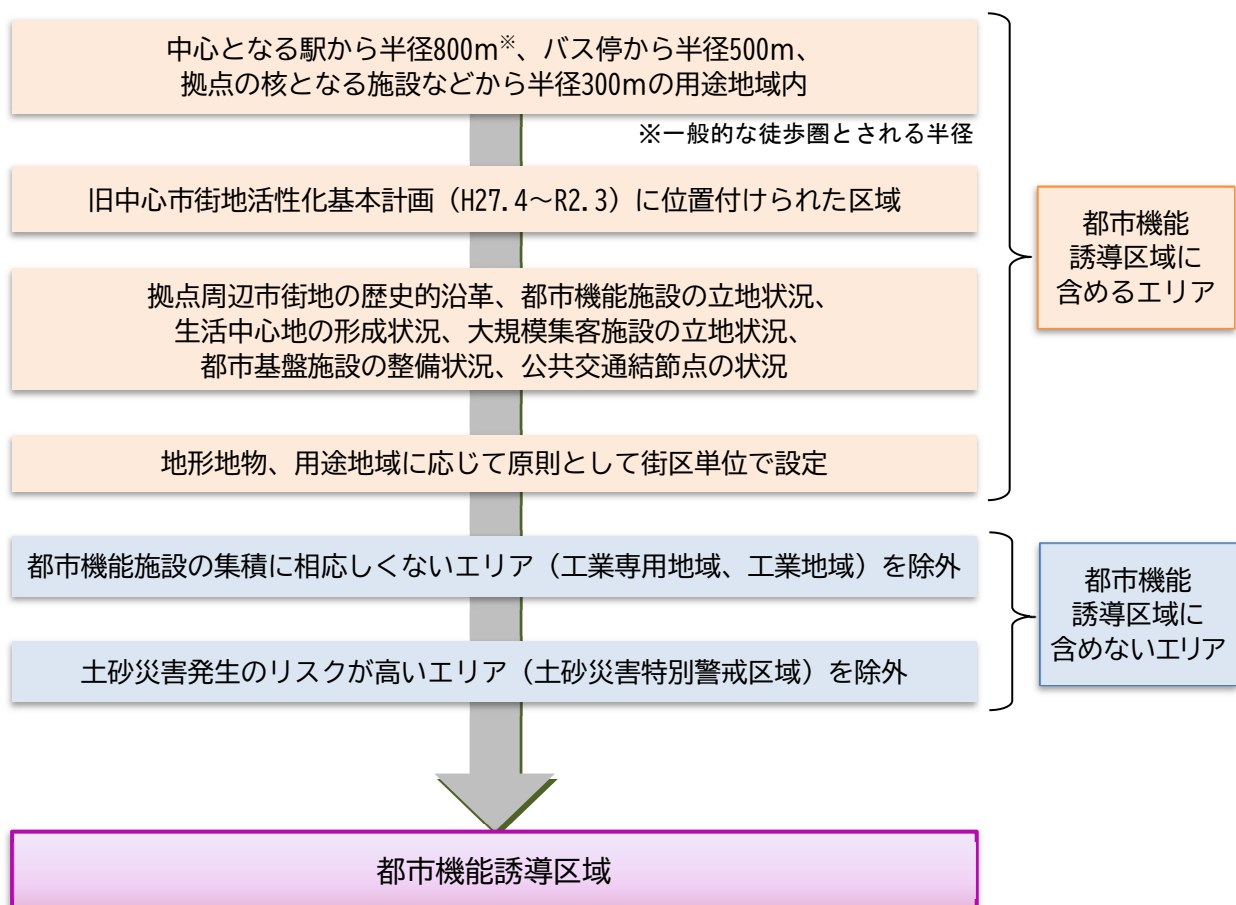 中心となる駅から半径800m※、バス停から半径500m、
拠点の核となる施設などから半径300mの用途地域内
※一般的な徒歩圏とされる半径
旧中心市街地活性化基本計画（H27.4～R2.3）に位置付けられた区域
拠点周辺市街地の歴史的沿革、都市機能施設の立地状況、
生活中心地の形成状況、大規模集客施設の立地状況、
都市基盤施設の整備状況、公共交通結節点の状況
地形地物、用途地域に応じて原則として街区単位で設定
都市機能
誘導区域に
含めるエリア
都市機能施設の集積に相応しくないエリア（工業専用地域、工業地域）を除外
土砂災害発生のリスクが高いエリア（土砂災害特別警戒区域）を除外
都市機能
誘導区域に
含めないエリア
都市機能誘導区域